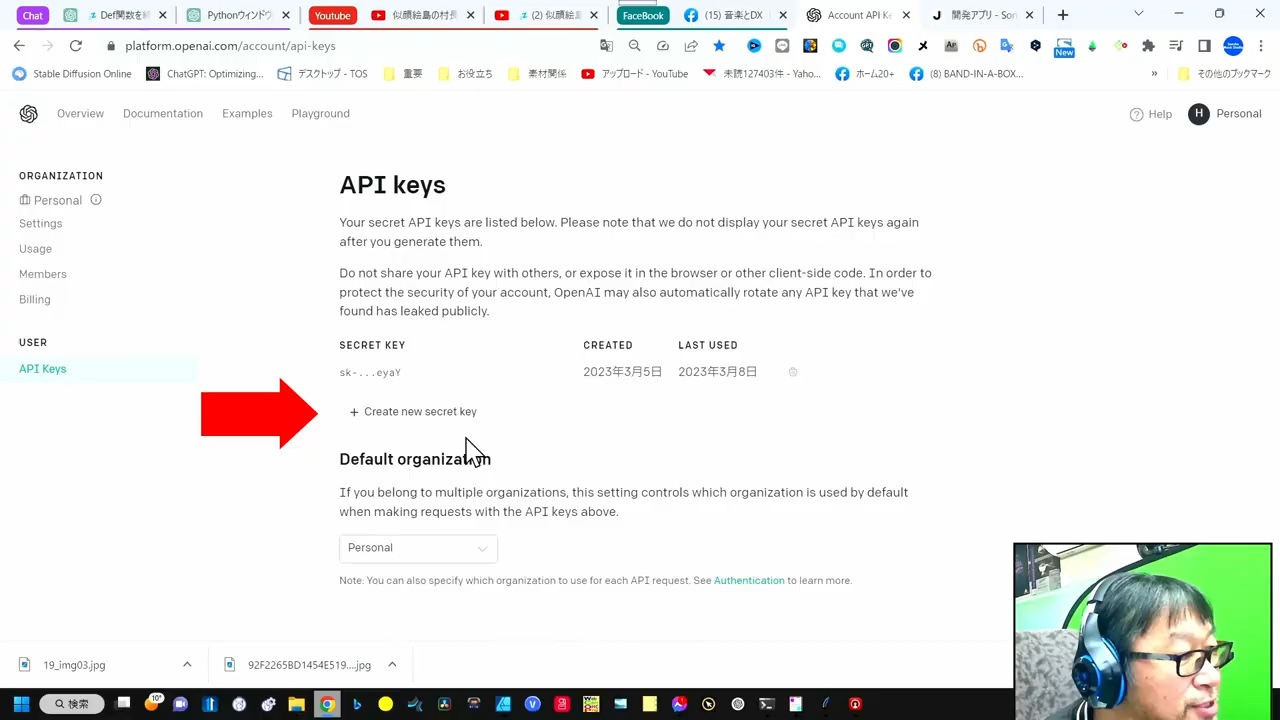 Chat
Def関数を維
Pythonウィンドウ
Youtube
似顔絵島の村長
(2) 似顔絵島
FaceBook
(15) 音楽とDX
Account API Ke
開発アプリ - Son
platform.openai.com/account/api-keys
New
Stable Diffusion Online
ChatGPT: Optimizing...
デスクトップ - TOS
重要
お役立ち
素材関係
アップロード - YouTube
未読127403件 - Yaho...
ホーム20+
(8) BAND-IN-A-BOX...
»
その他のブックマーク
Overview
Documentation
Examples
Playground
Help
H
Personal
ORGANIZATION
Personal
Settings
Usage
Members
Billing
USER
API Keys
API keys
Your secret API keys are listed below. Please note that we do not display your secret API keys again
after you generate them.
Do not share your API key with others, or expose it in the browser or other client-side code. In order to
protect the security of your account, OpenAI may also automatically rotate any API key that we've
found has leaked publicly.
SECRET KEY
CREATED
LAST USED
sk-...eyaY
2023年3月5日
2023年3月8日
+ Create new secret key
Default organization
If you belong to multiple organizations, this setting controls which organization is used by default
when making requests with the API keys above.
Personal
Note: You can also specify which organization to use for each API request. See Authentication to learn more.
19_img03.jpg
92F2265BD1454E519....jpg
検索
10°